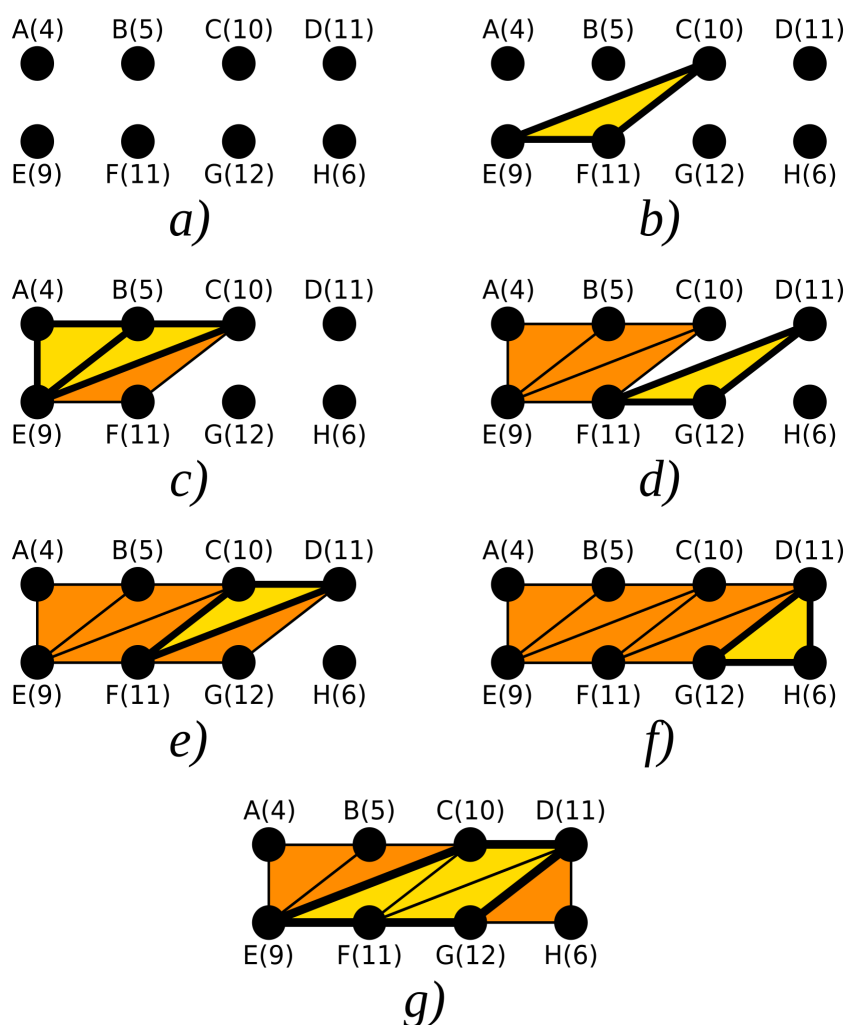 A(4) B(5) C(10) D(11) A(4) B(5) C(10) D(11)
E(9) F(11) G(12) H(6) E(9) F(11) G(12) H(6)
a) b)
A(4) B(5) C(10) D(11) A(4) B(5) C(10) D(11)
E(9) F(11) G(12) H(6) E(9) F(11) G(12) H(6)
c) d)
A(4) B(5) C(10) D(11) A(4) B(5) C(10) D(11)
E(9) F(11) G(12) H(6) E(9) F(11) G(12) H(6)
e) f)
A(4) B(5) C(10) D(11)
E(9) F(11) G(12) H(6)
g)